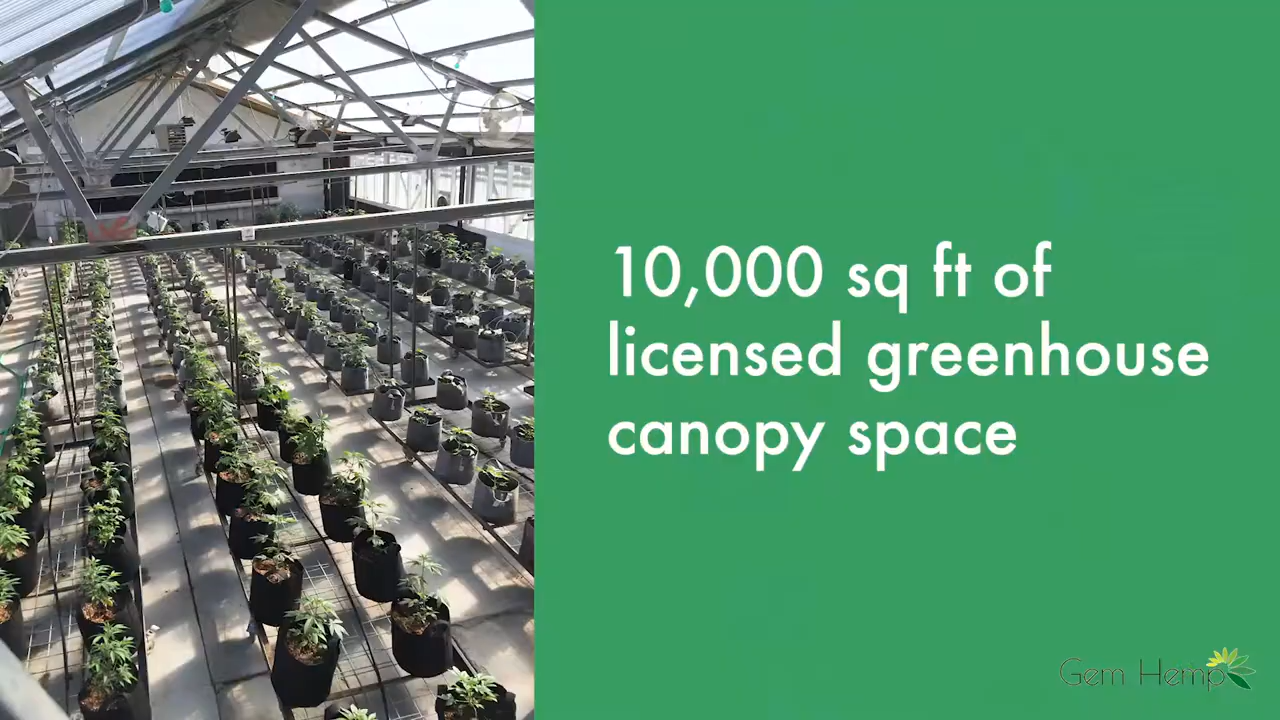 10,000 sq ft of
licensed greenhouse
canopy space
Gem Hemp